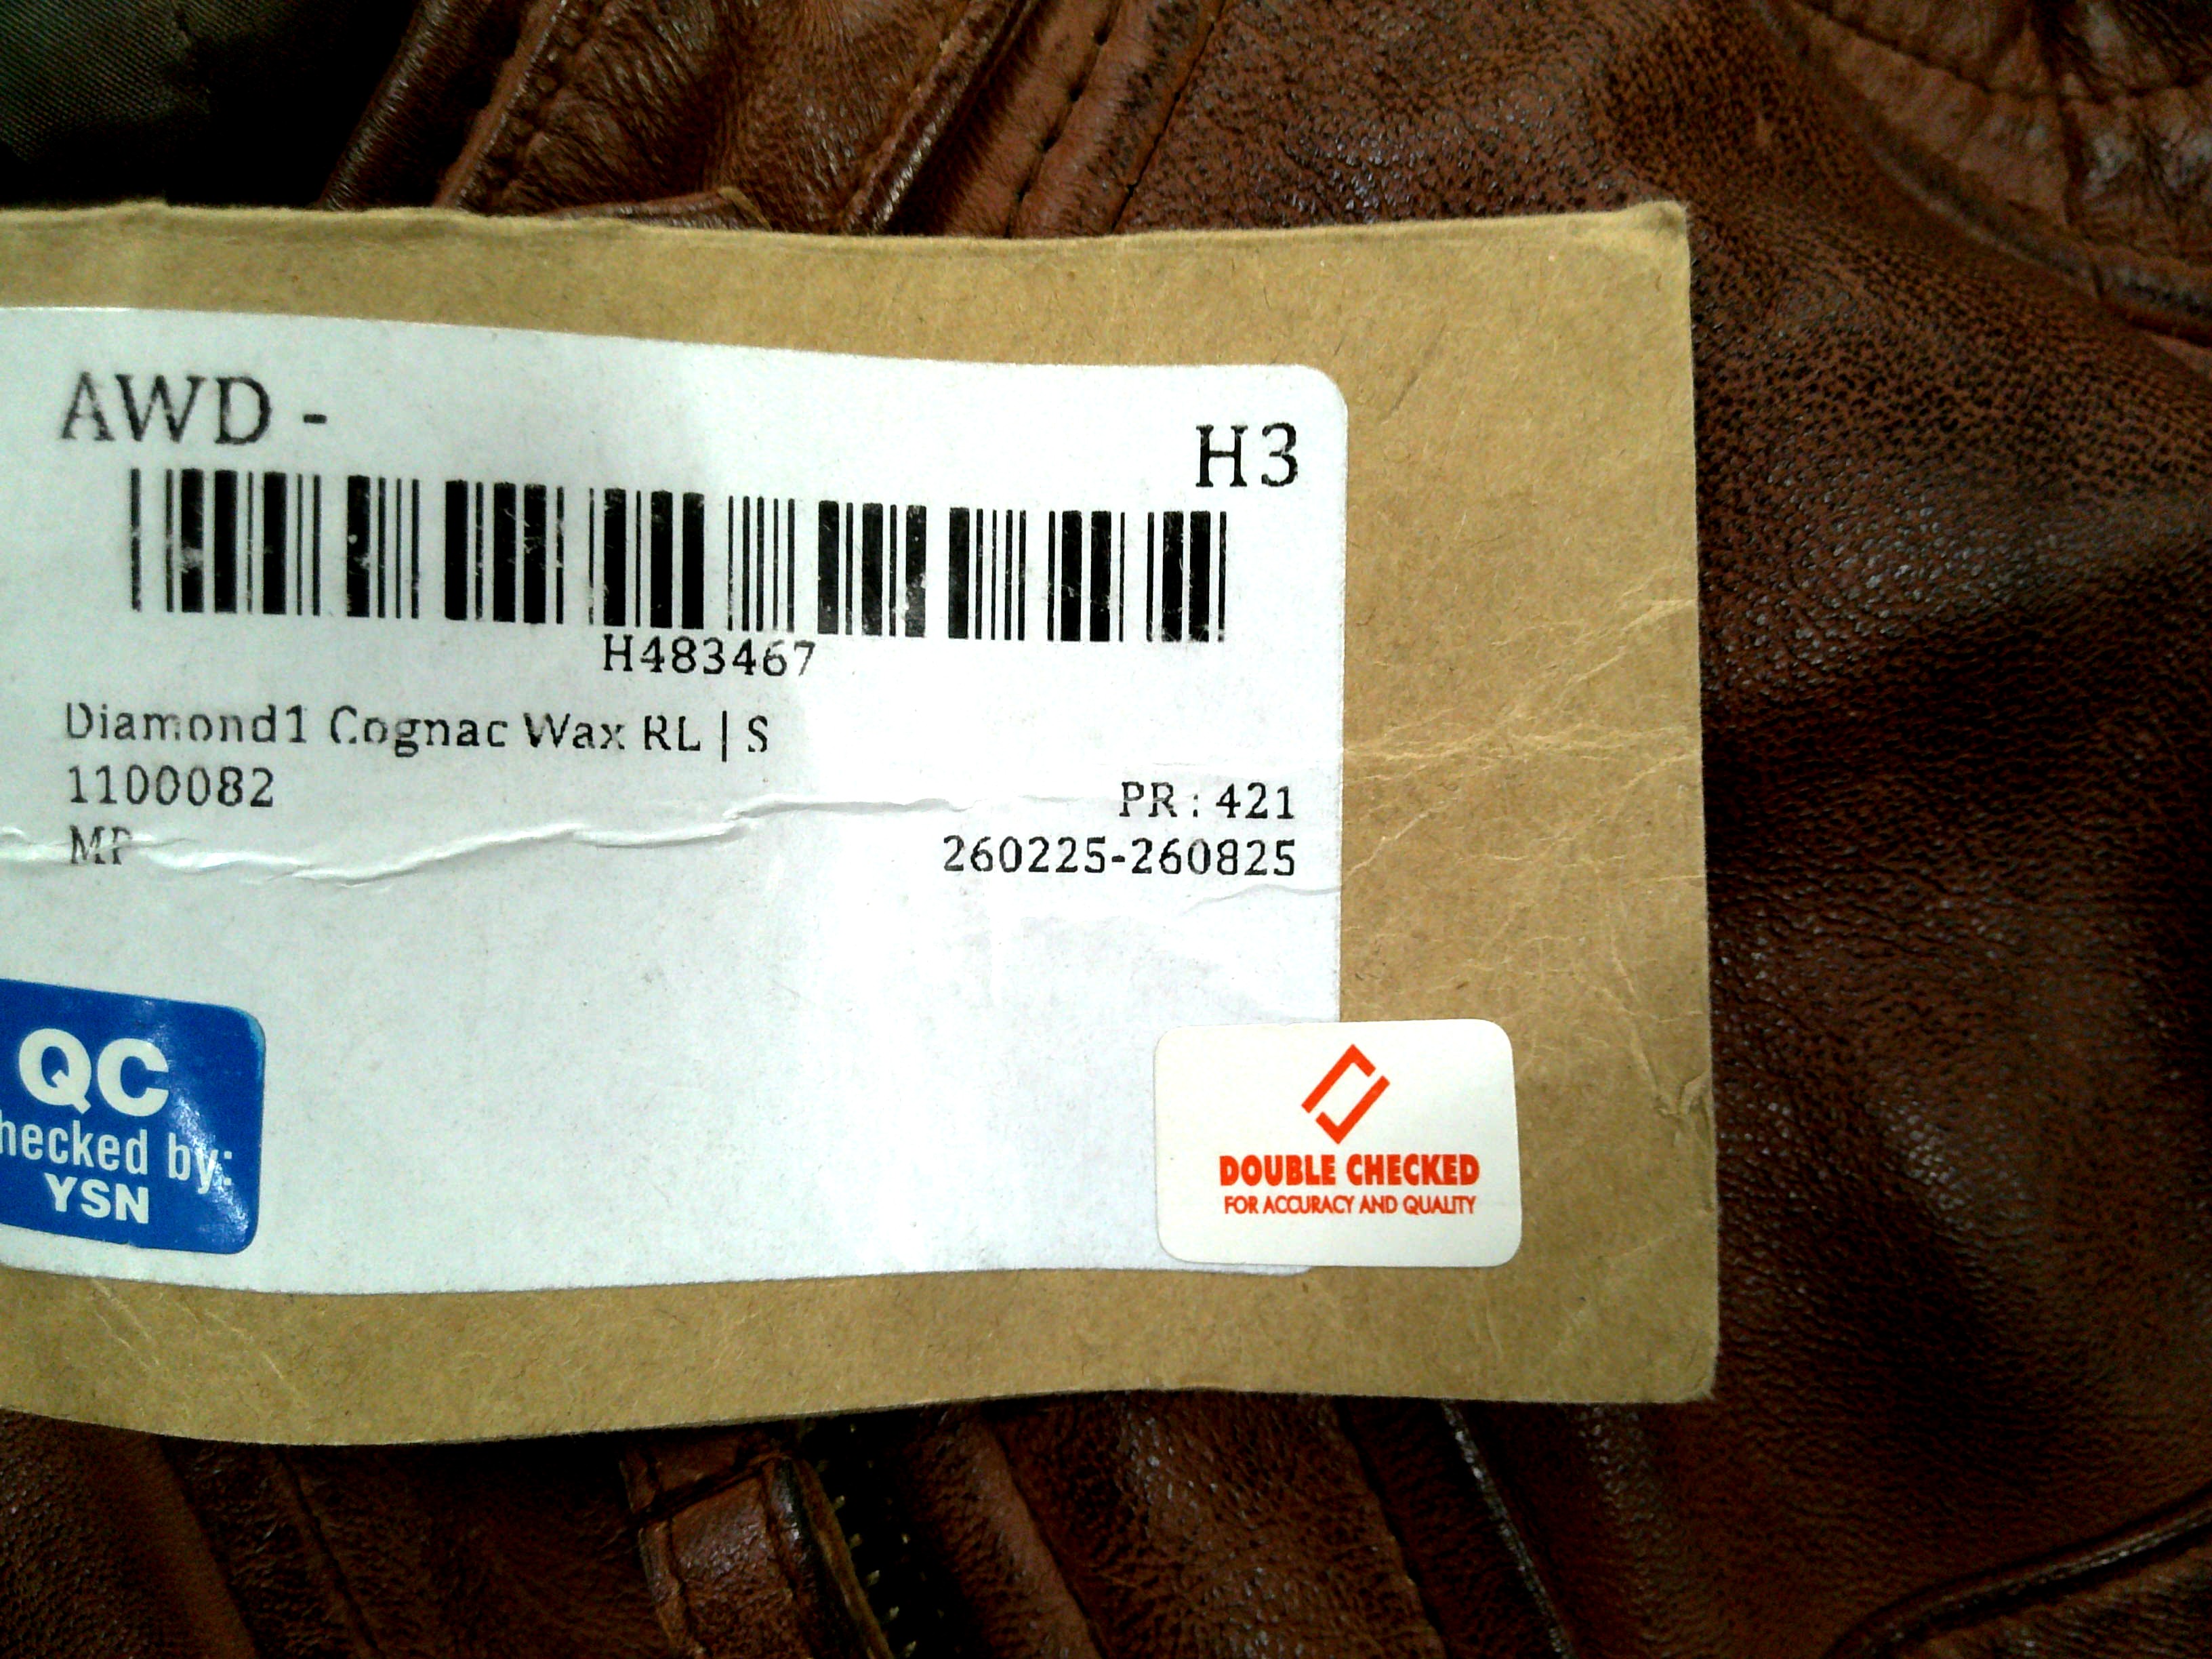 AWD -
H3
H483467
Diamond1 Cognac Wax RL | S
1100082
PR : 421
MP
260225-260825
QC
hecked by:
YSN
DOUBLE CHECKED
FOR ACCURACY AND QUALITY